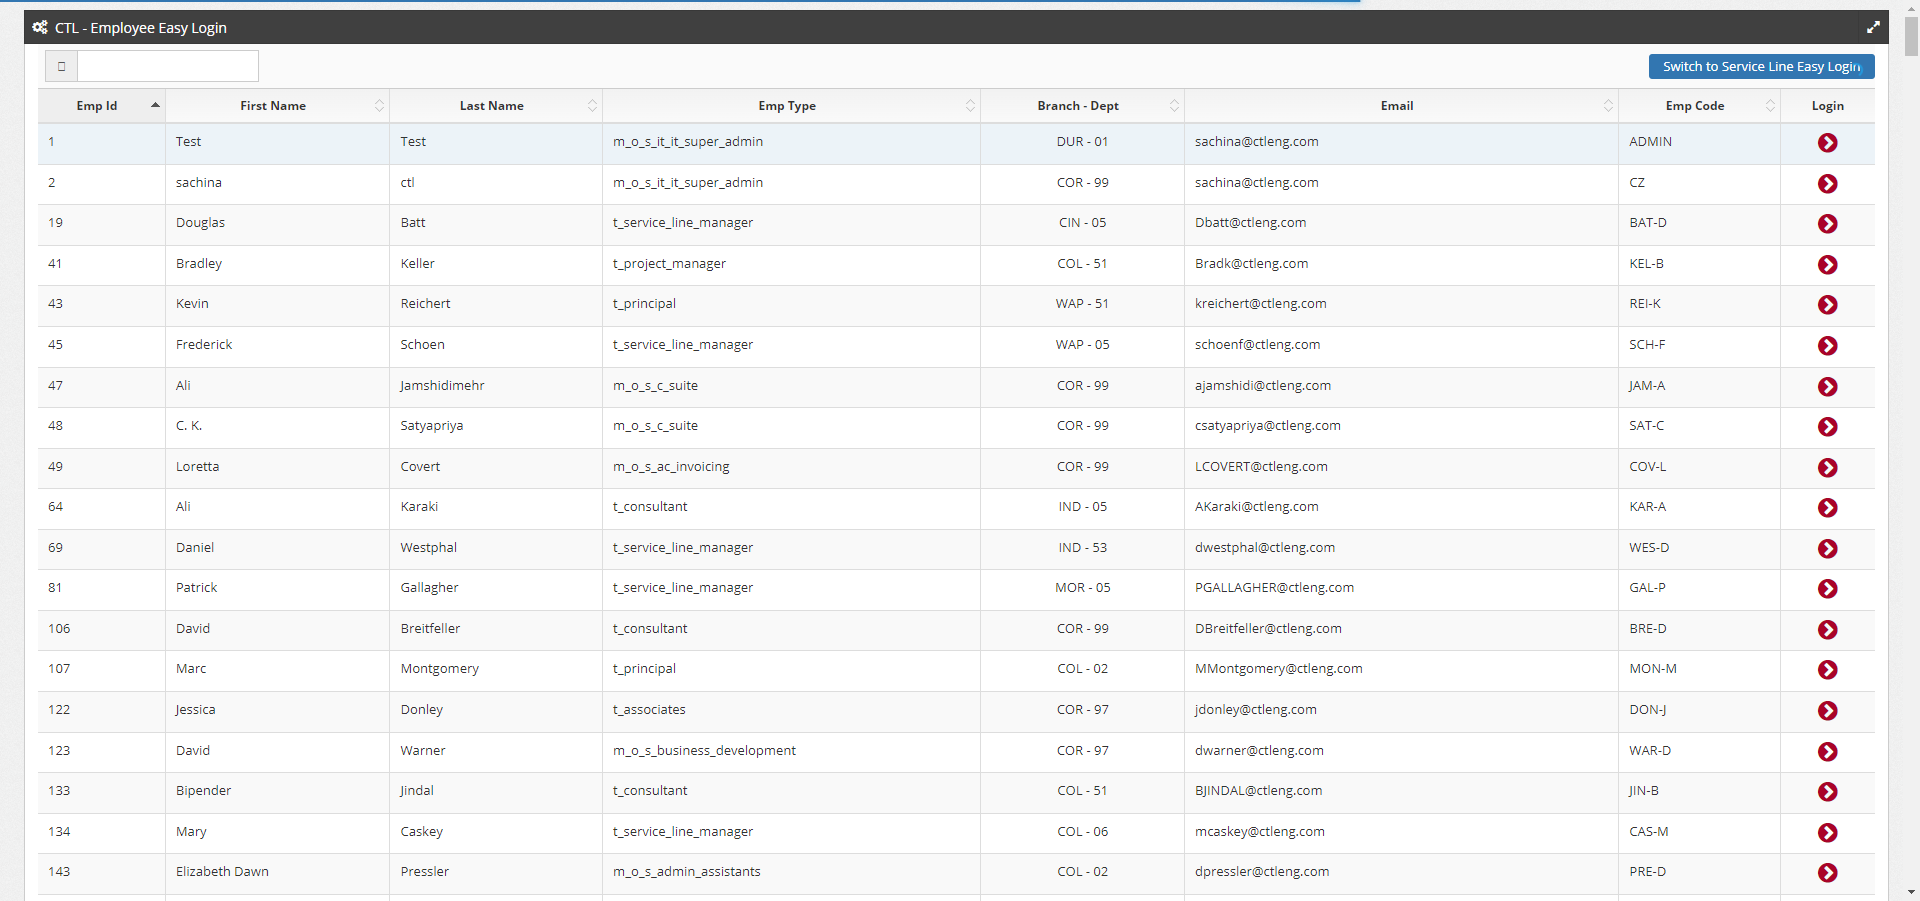 CTL - Employee Easy Login
Switch to Service Line Easy Login
Emp Id First Name Last Name Emp Type Branch - Dept Email Emp Code Login
1 Test Test m_o_s_it_it_super_admin DUR - 01 sachina@ctleng.com ADMIN
2 sachina ctl m_o_s_it_it_super_admin COR - 99 sachina@ctleng.com CZ
19 Douglas Batt t_service_line_manager CIN - 05 Dbatt@ctleng.com BAT-D
41 Bradley Keller t_project_manager COL - 51 Bradk@ctleng.com KEL-B
43 Kevin Reichert t_principal WAP - 51 kreichert@ctleng.com REI-K
45 Frederick Schoen t_service_line_manager WAP - 05 schoenf@ctleng.com SCH-F
47 Ali Jamshidimehr m_o_s_c_suite COR - 99 ajamshidi@ctleng.com JAM-A
48 C. K. Satyapriya m_o_s_c_suite COR - 99 csatyapriya@ctleng.com SAT-C
49 Loretta Covert m_o_s_ac_invoicing COR - 99 LCOVERT@ctleng.com COV-L
64 Ali Karaki t_consultant IND - 05 AKaraki@ctleng.com KAR-A
69 Daniel Westphal t_service_line_manager IND - 53 dwestphal@ctleng.com WES-D
81 Patrick Gallagher t_service_line_manager MOR - 05 PGALLAGHER@ctleng.com GAL-P
106 David Breitfeller t_consultant COR - 99 DBreitfeller@ctleng.com BRE-D
107 Marc Montgomery t_principal COL - 02 MMontgomery@ctleng.com MON-M
122 Jessica Donley t_associates COR - 97 jdonley@ctleng.com DON-J
123 David Warner m_o_s_business_development COR - 97 dwarner@ctleng.com WAR-D
133 Bipender Jindal t_consultant COL - 51 BJINDAL@ctleng.com JIN-B
134 Mary Caskey t_service_line_manager COL - 06 mcaskey@ctleng.com CAS-M
143 Elizabeth Dawn Pressler m_o_s_admin_assistants COL - 02 dpressler@ctleng.com PRE-D